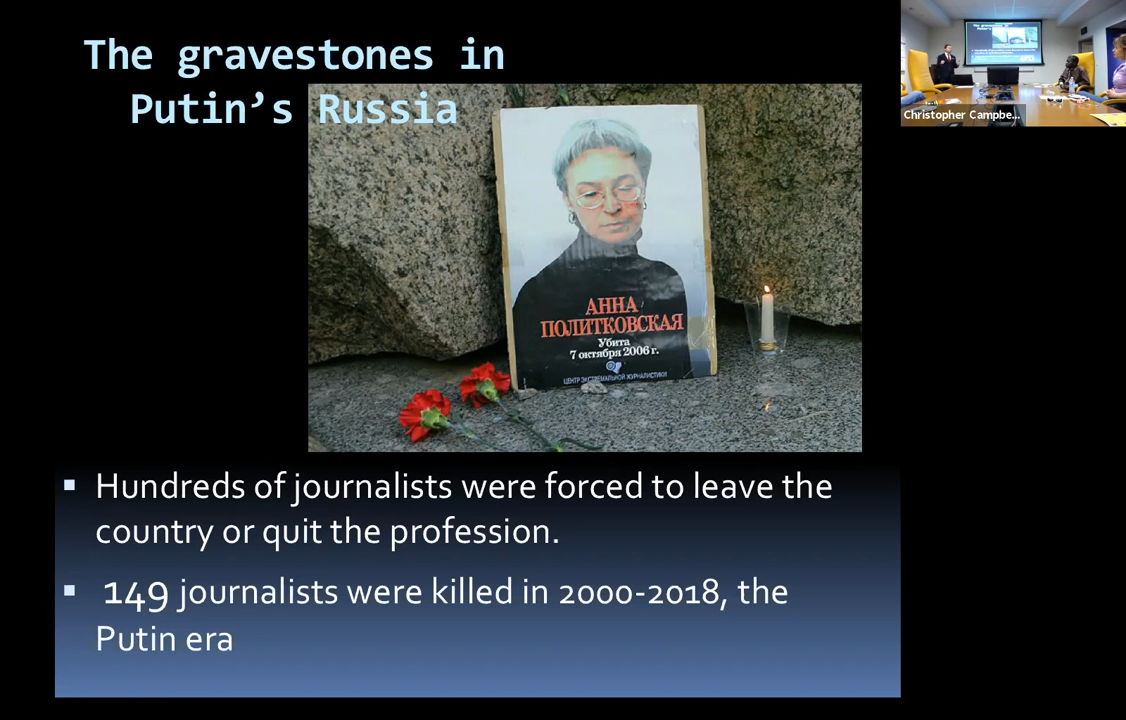 The gravestones in
Putin’s Russia
Christopher Campbe...
АННА
ПОЛИТКОВСКАЯ
Убита
7 октября 2006 г.
ЦЕНТР ЭКСТРЕМАЛЬНОЙ ЖУРНАЛИСТИКИ
Hundreds of journalists were forced to leave the
country or quit the profession.
149 journalists were killed in 2000-2018, the
Putin era